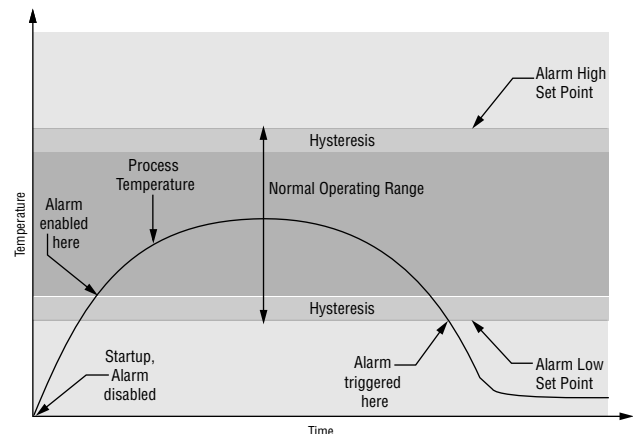 Alarm High
Set Point
Hysteresis
Process
Temperature
Normal Operating Range
Alarm
enabled
here
Temperature
Hysteresis
Startup,
Alarm
disabled
Alarm
triggered
here
Alarm Low
Set Point
Time